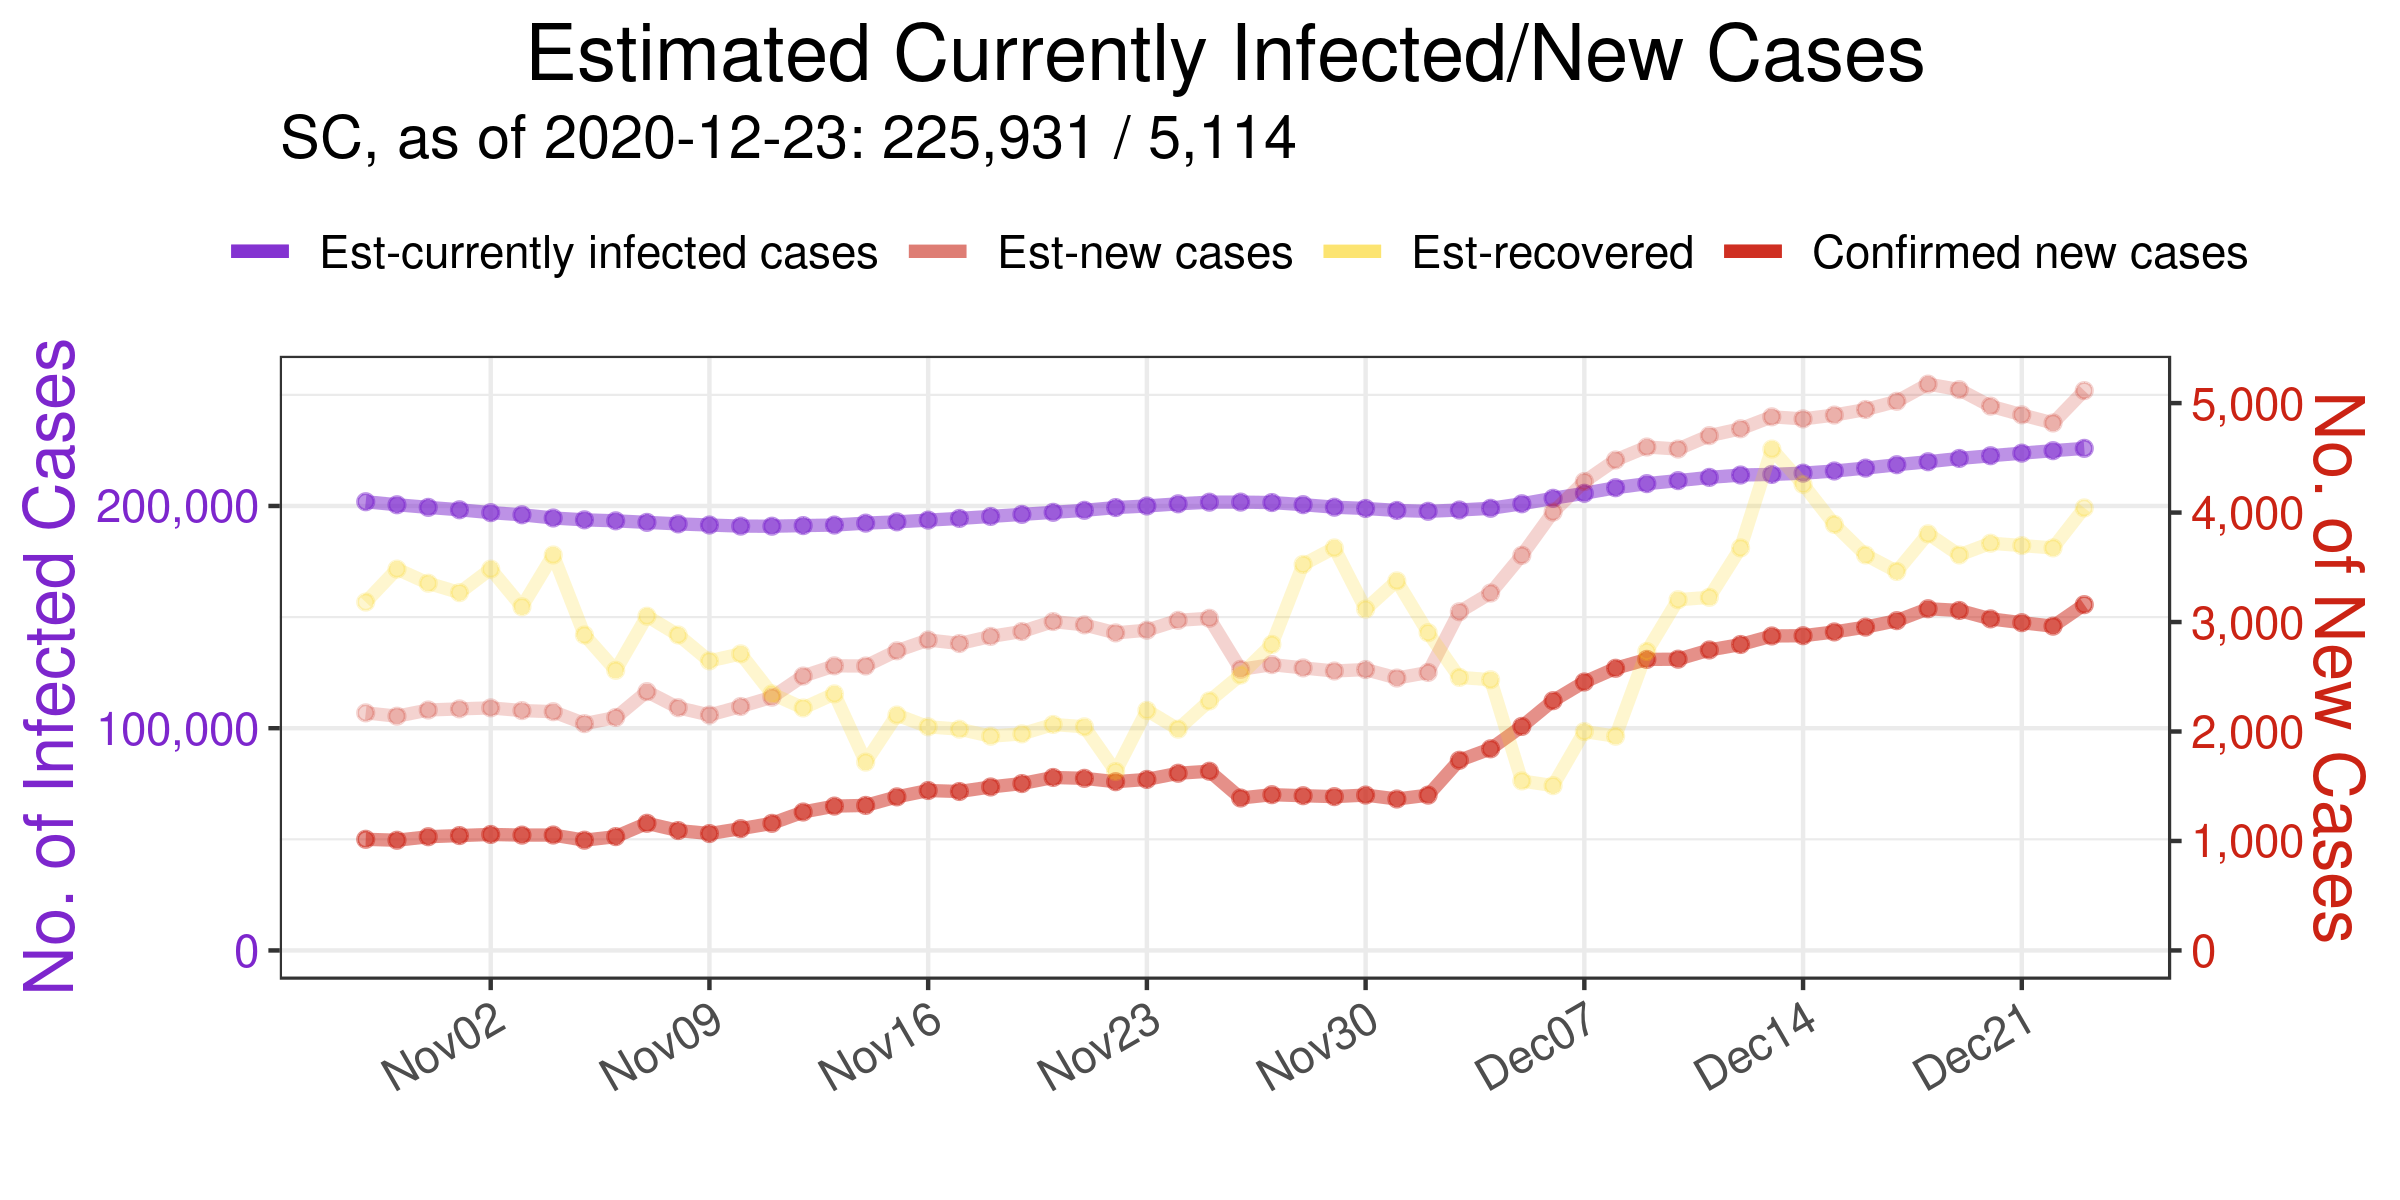 Estimated Currently Infected/New Cases
SC, as of 2020-12-23: 225,931 / 5,114
Est-currently infected cases Est-new cases Est-recovered Confirmed new cases
No. of Infected Cases
200,000
100,000
0
5,000
4,000
3,000
2,000
1,000
0
No. of New Cases
Nov02 Nov09 Nov16 Nov23 Nov30 Dec07 Dec14 Dec21